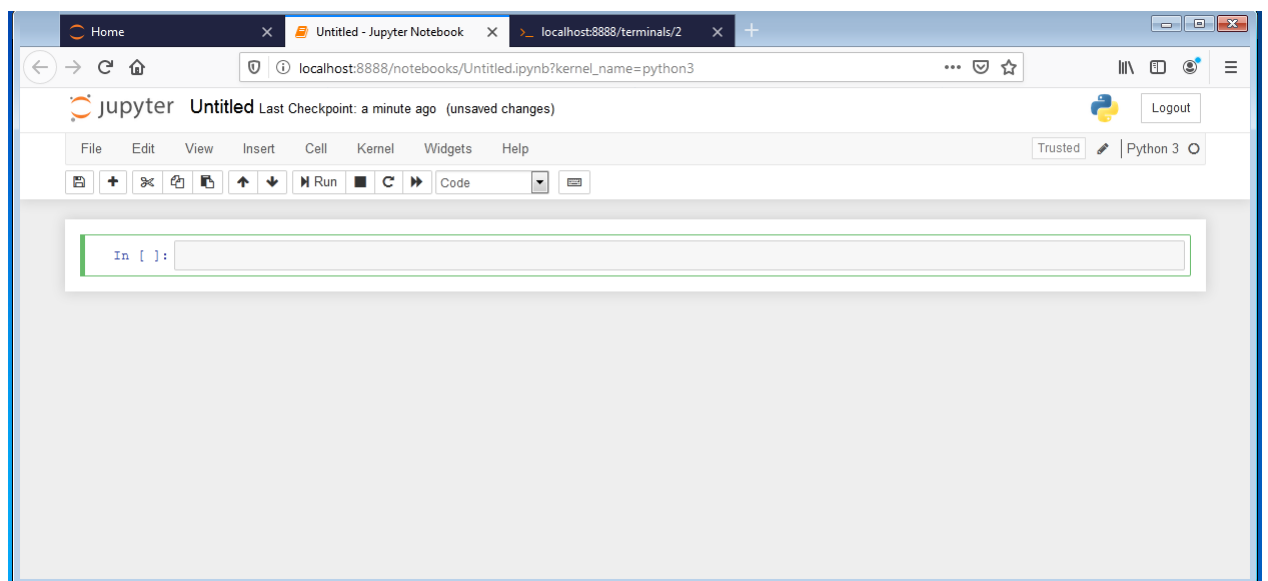 Home Untitled - Jupyter Notebook >_ localhost:8888/terminals/2
localhost:8888/notebooks/Untitled.ipynb?kernel_name=python3
jupyter Untitled Last Checkpoint: a minute ago (unsaved changes) Logout
File Edit View Insert Cell Kernel Widgets Help Trusted Python 3
Run Code
In [ ]: